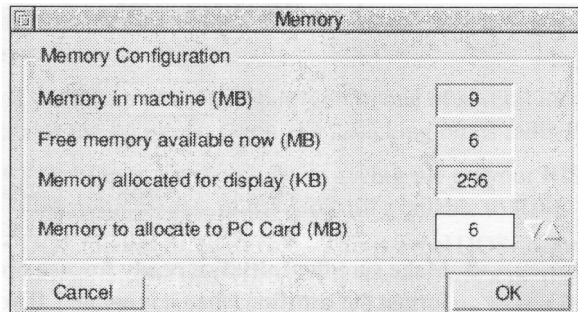 Memory
Memory Configuration
Memory in machine (MB) 9
Free memory available now (MB) 6
Memory allocated for display (KB) 256
Memory to allocate to PC Card (MB) 6
Cancel OK